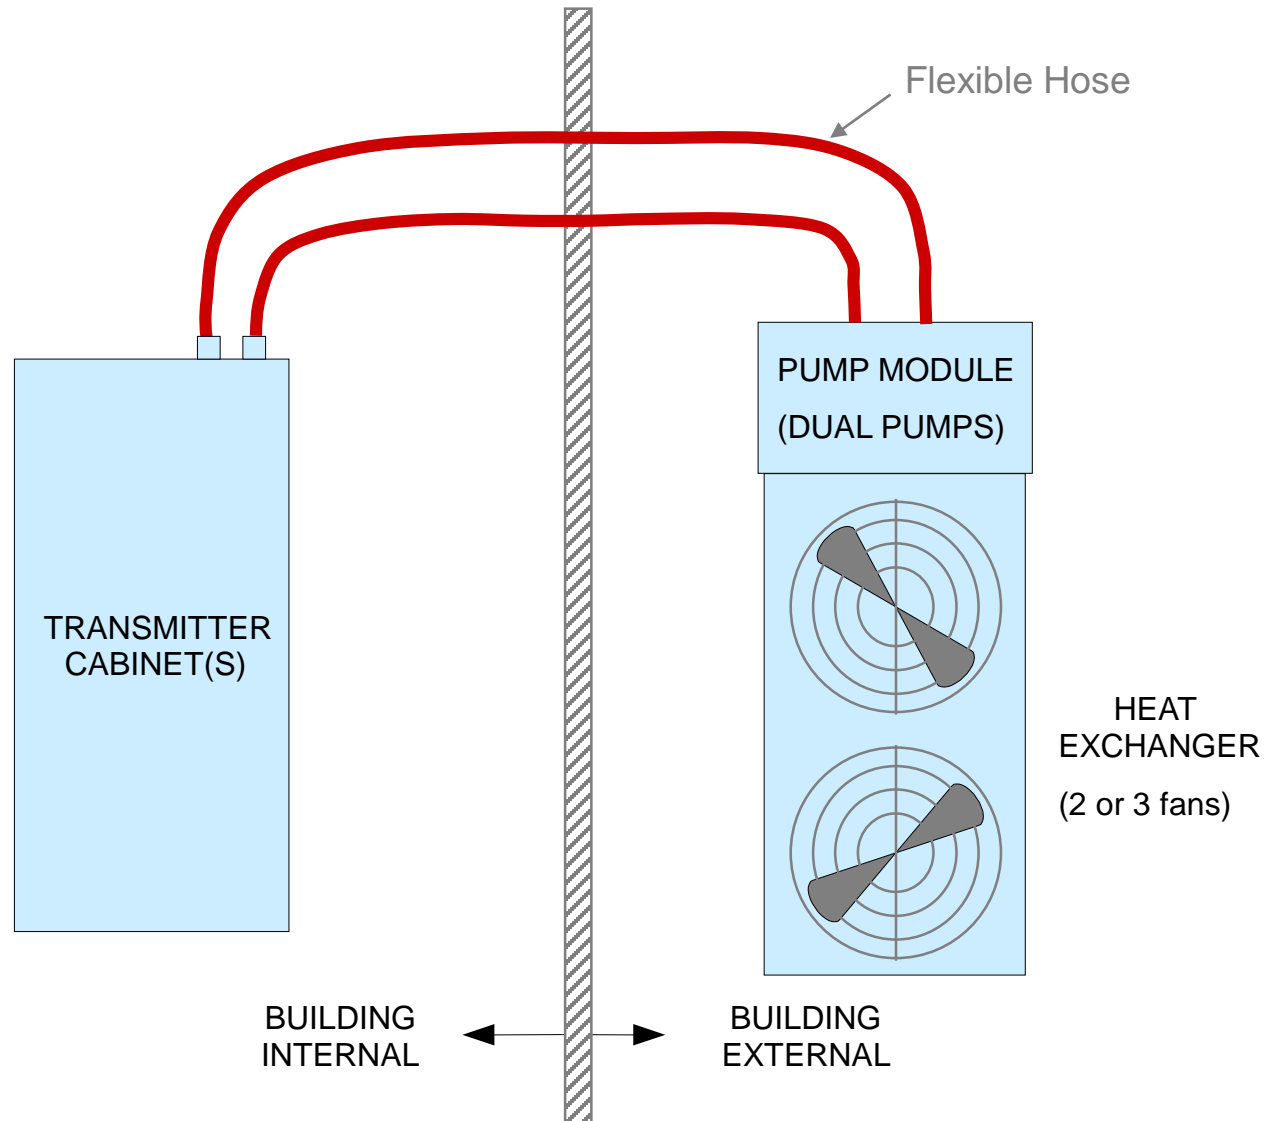 Flexible Hose
PUMP MODULE
(DUAL PUMPS)
TRANSMITTER
CABINET(S)
HEAT
EXCHANGER
(2 or 3 fans)
BUILDING
INTERNAL
BUILDING
EXTERNAL